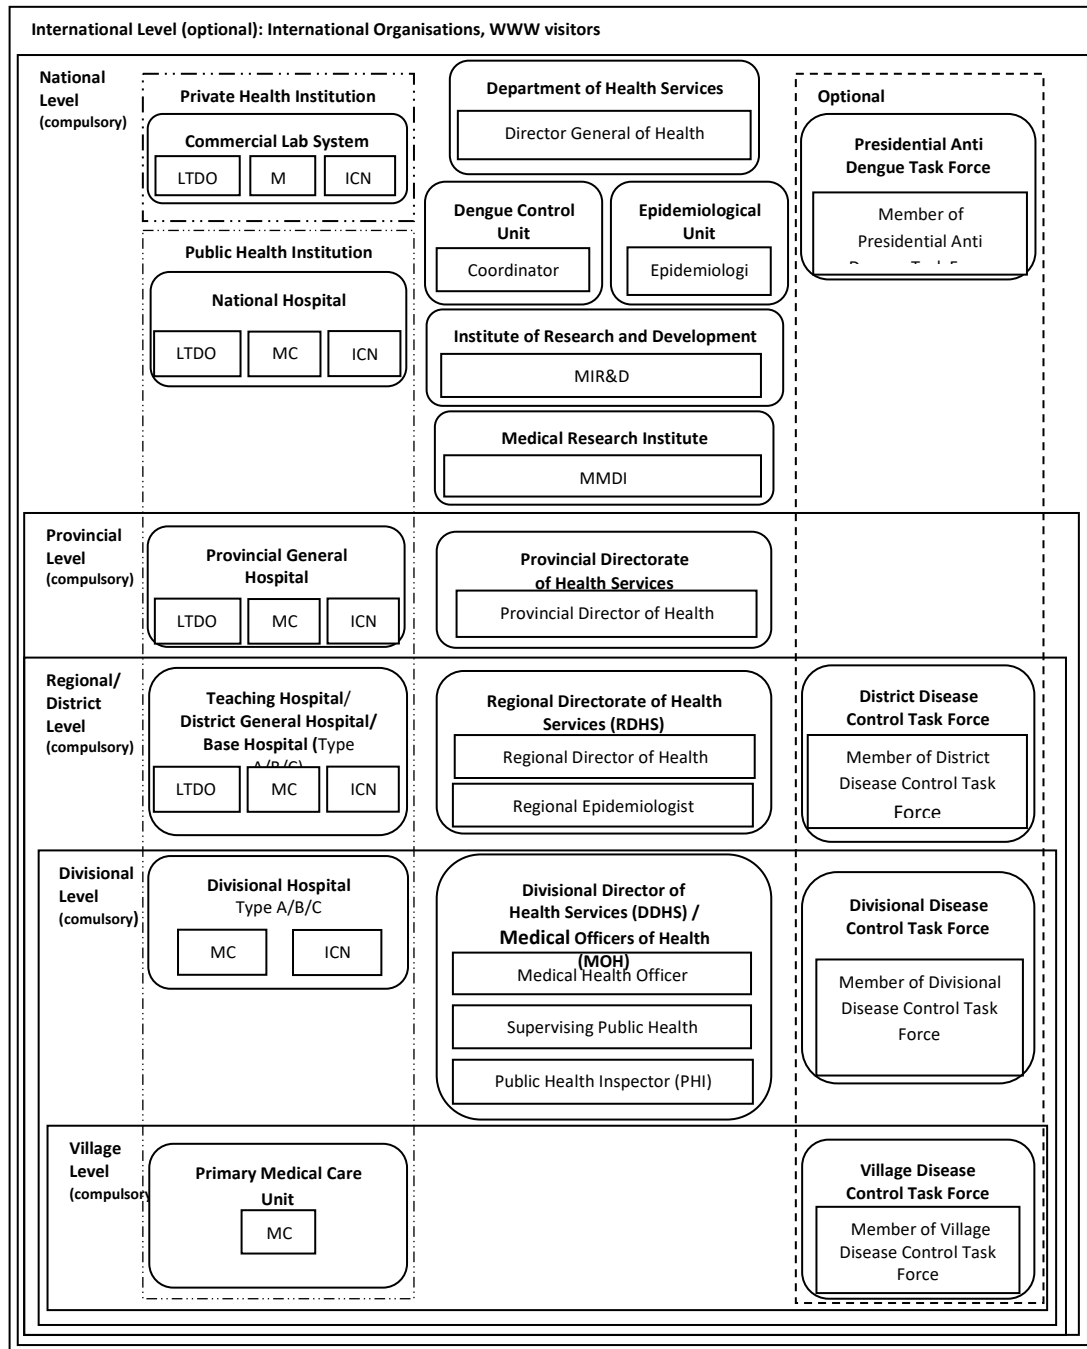 International Level (optional): International Organisations, WWW visitors
National
Level
(compulsory)
Private Health Institution
Commercial Lab System
LTDO
M
ICN
Public Health Institution
National Hospital
LTDO
MC
ICN
Department of Health Services
Director General of Health
Dengue Control
Unit
Coordinator
Epidemiological
Unit
Epidemiologi
Institute of Research and Development
MIR&D
Medical Research Institute
MMDI
Optional
Presidential Anti
Dengue Task Force
Member of
Presidential Anti
Dengue Task Force
Provincial
Level
(compulsory)
Provincial General
Hospital
LTDO
MC
ICN
Provincial Directorate
of Health Services
Provincial Director of Health
Regional/
District
Level
(compulsory)
Teaching Hospital/
District General Hospital/
Base Hospital (Type
A/B/C)
LTDO
MC
ICN
Regional Directorate of Health
Services (RDHS)
Regional Director of Health
Regional Epidemiologist
District Disease
Control Task Force
Member of District
Disease Control Task
Force
Divisional
Level
(comulsory)
Divisional Hospital
Type A/B/C
MC
ICN
Divisional Director of
Health Services (DDHS) /
Medical Officers of Health
(MOH)
Medical Health Officer
Supervising Public Health
Public Health Inspector (PHI)
Divisional Disease
Control Task Force
Member of Divisional
Disease Control Task
Force
Village
Level
(compulsory
Primary Medical Care
Unit
MC
Village Disease
Control Task Force
Member of Village
Disease Control Task
Force